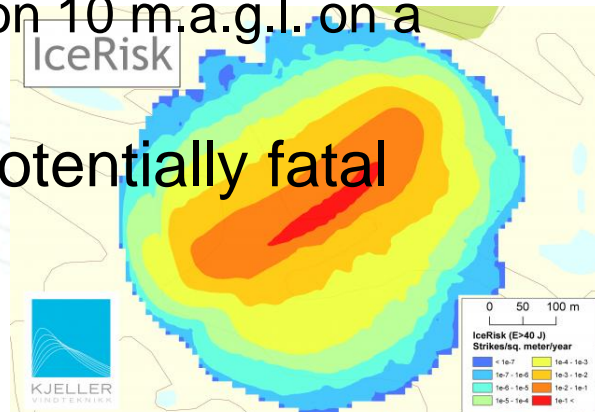 on 10 m.a.g.l. on a
IceRisk
otentially fatal
0 50 100 m
IceRisk (E>40 J)
Strikes/sq. meter/year
< 1e-7 1e-4 - 1e-3
1e-7 - 1e-6 1e-3 - 1e-2
1e-6 - 1e-5 1e-2 - 1e-1
1e-5 - 1e-4 1e-1 <
KJELLER
VINDTEKNIKK